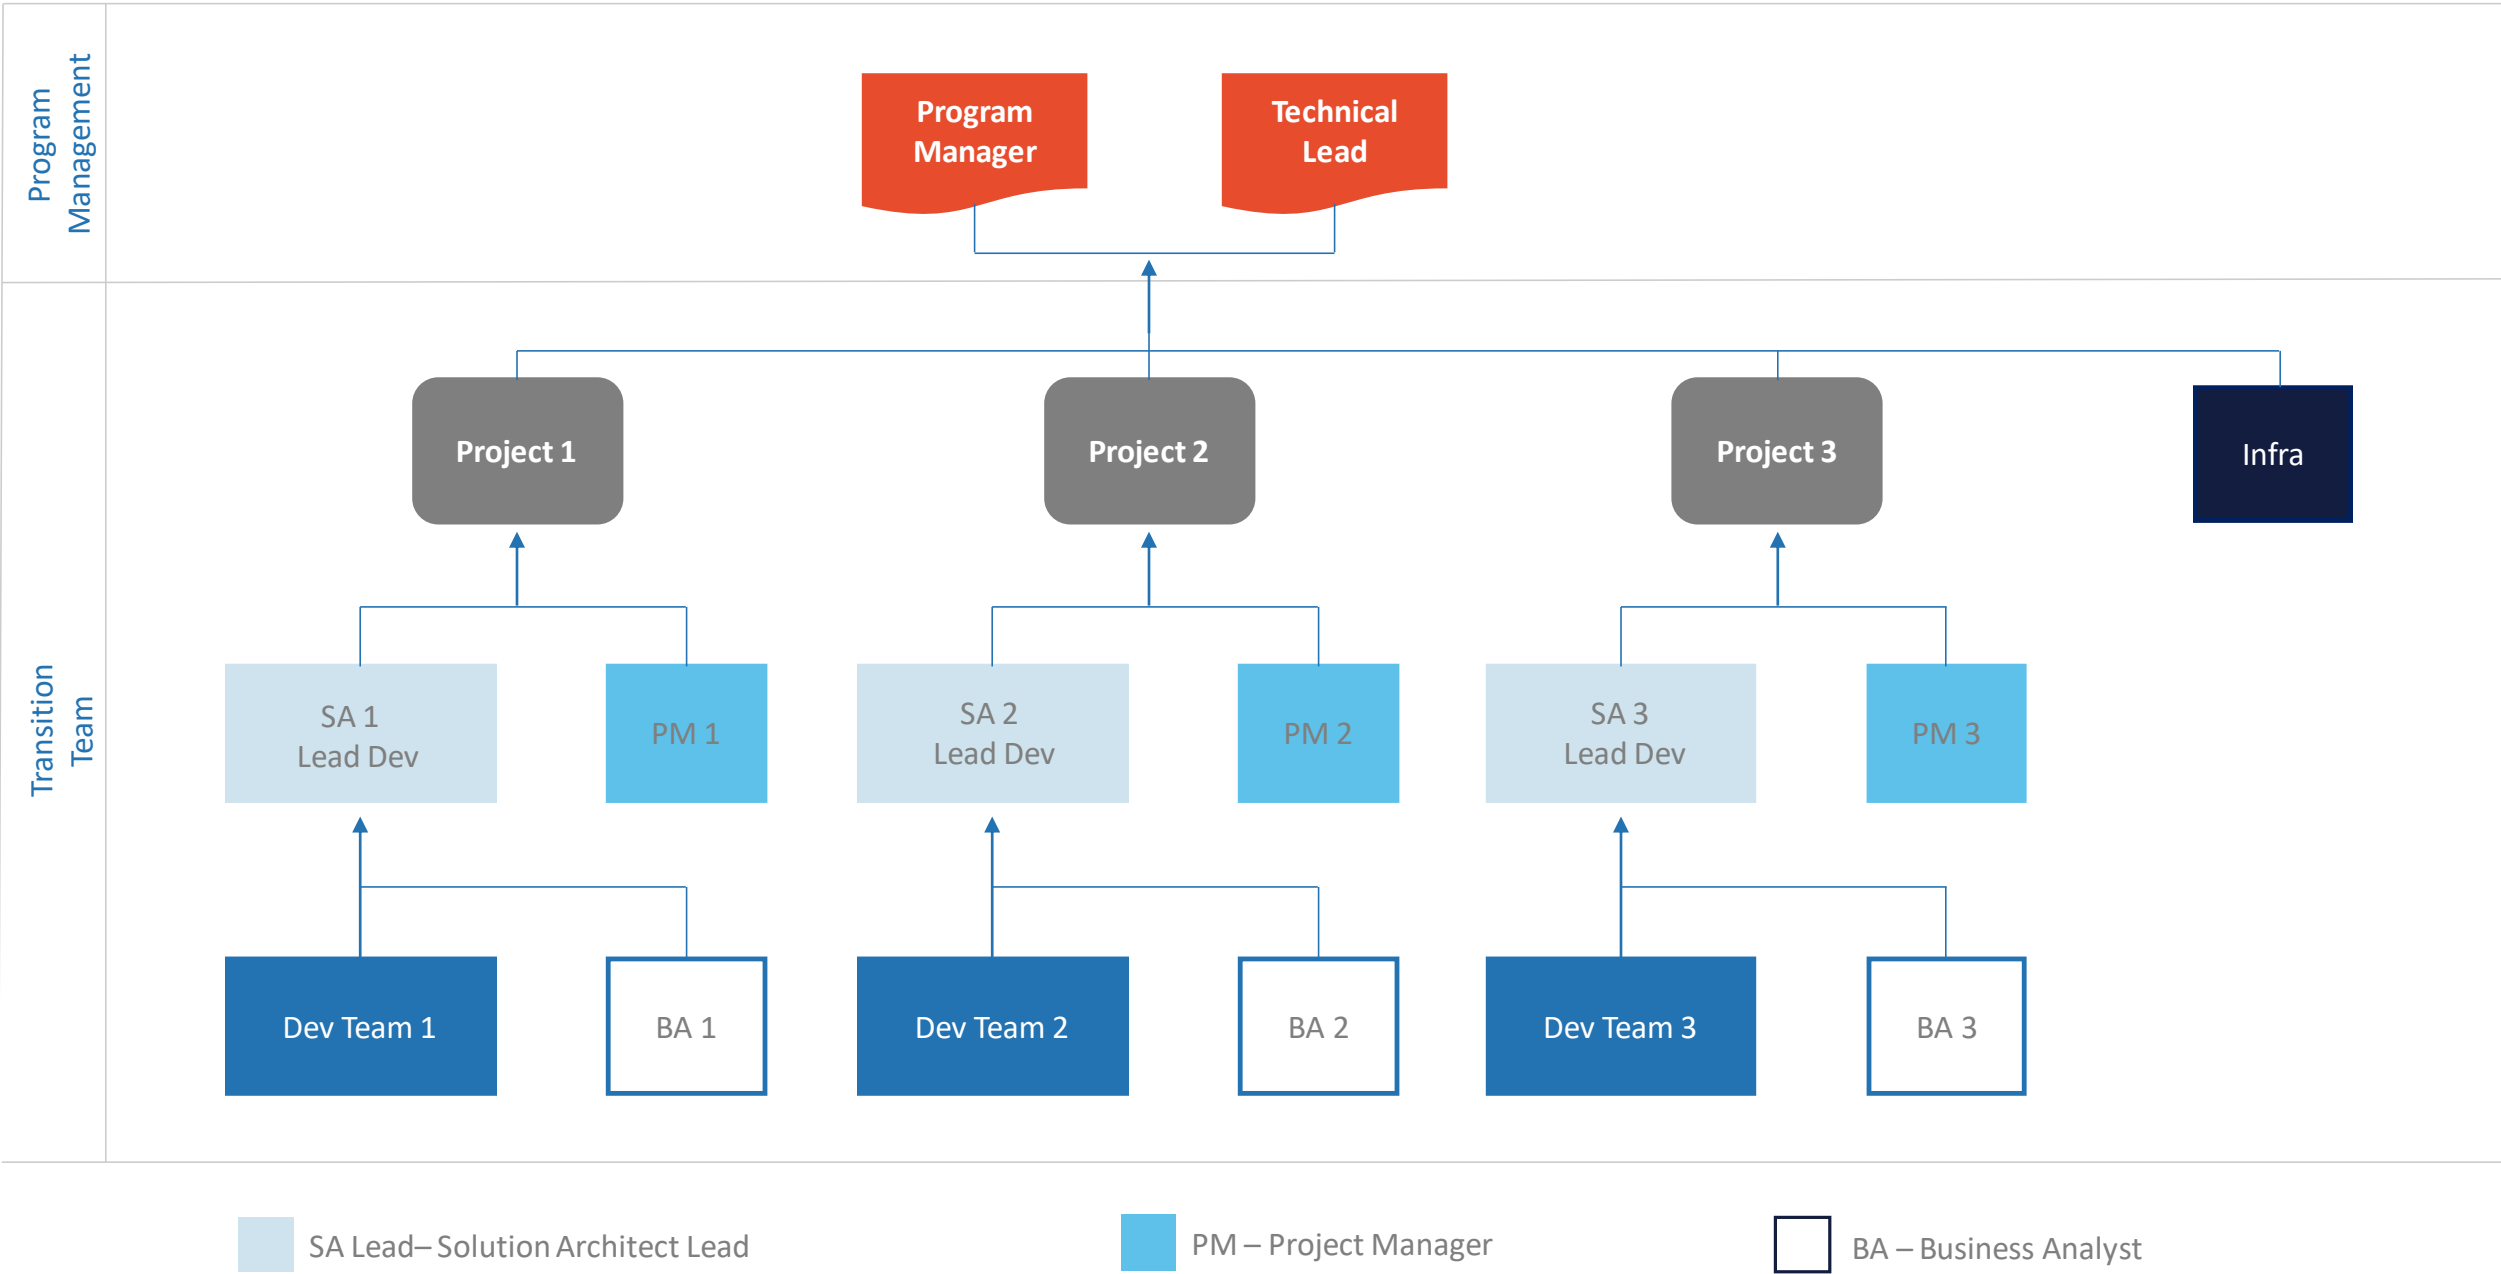 Program
Management
Program
Manager
Technical
Lead
Transition
Team
Project 1
Project 2
Project 3
Infra
SA 1
Lead Dev
PM 1
SA 2
Lead Dev
PM 2
SA 3
Lead Dev
PM 3
Dev Team 1
BA 1
Dev Team 2
BA 2
Dev Team 3
BA 3
SA Lead– Solution Architect Lead
PM – Project Manager
BA – Business Analyst